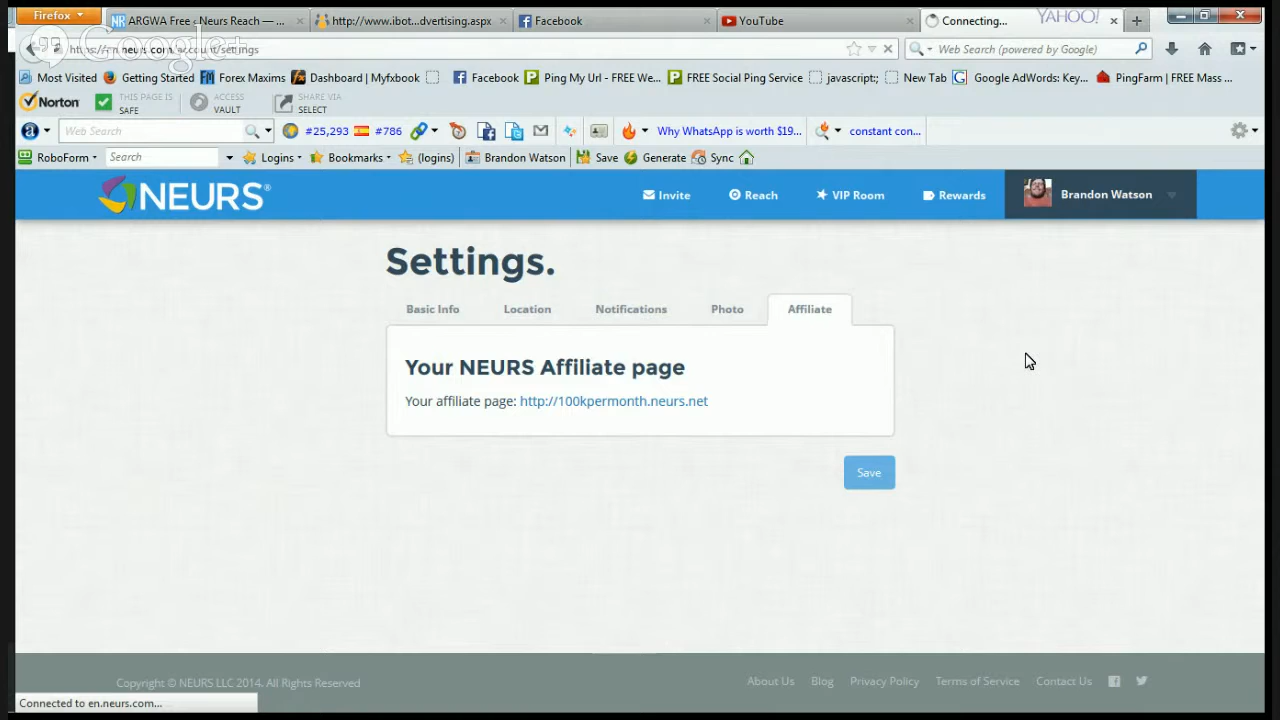 Firefox
ARGWA Free - Neurs Reach — ...
http://www.ibot...dvertising.aspx
Facebook
YouTube
Connecting...
YAHOO!
Google+
neurs.com/account/settings
Web Search (powered by Google)
Most Visited
Getting Started
Forex Maxims
Dashboard | Myfxbook
Facebook
Ping My Url - FREE We...
FREE Social Ping Service
javascript:;
New Tab
Google AdWords: Key...
PingFarm | FREE Mass ...
Norton
THIS PAGE IS
SAFE
ACCESS
VAULT
SHARE VIA
SELECT
Web Search
#25,293
#786
Why WhatsApp is worth $19...
constant con...
RoboForm
Search
Logins
Bookmarks
(logins)
Brandon Watson
Save
Generate
Sync
NEURS®
Invite
Reach
VIP Room
Rewards
Brandon Watson
Settings.
Basic Info
Location
Notifications
Photo
Affiliate
Your NEURS Affiliate page
Your affiliate page: http://100kpermonth.neurs.net
Save
Copyright © NEURS LLC 2014. All Rights Reserved
About Us
Blog
Privacy Policy
Terms of Service
Contact Us
Connected to en.neurs.com...